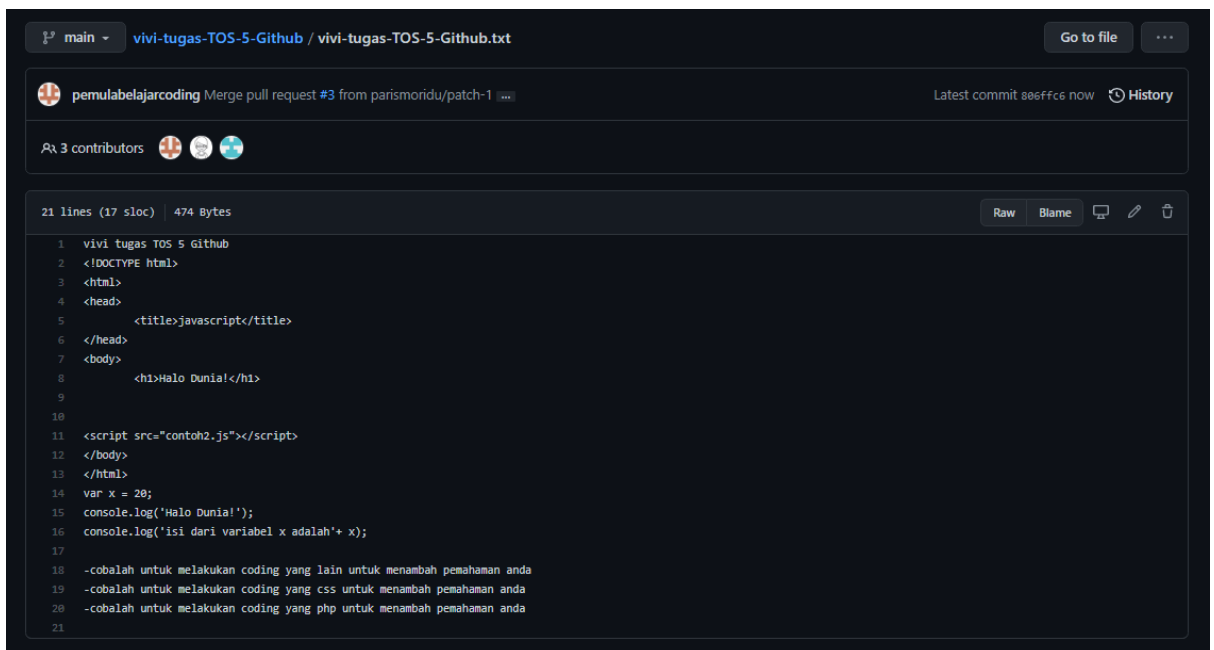 main
vivi-tugas-TOS-5-Github / vivi-tugas-TOS-5-Github.txt
Go to file
...
pemulabelajarcoding Merge pull request #3 from parismoridu/patch-1 ...
Latest commit 806ffc6 now
History
3 contributors
21 lines (17 sloc) | 474 Bytes
Raw
Blame
1 vivi tugas TOS 5 Github
2 <!DOCTYPE html>
3 <html>
4 <head>
5 <title>javascript</title>
6 </head>
7 <body>
8 <h1>Halo Dunia!</h1>
9
10
11 <script src="contoh2.js"></script>
12 </body>
13 </html>
14 var x = 20;
15 console.log('Halo Dunia!');
16 console.log('isi dari variabel x adalah'+ x);
17
18 -cobalah untuk melakukan coding yang lain untuk menambah pemahaman anda
19 -cobalah untuk melakukan coding yang css untuk menambah pemahaman anda
20 -cobalah untuk melakukan coding yang php untuk menambah pemahaman anda
21